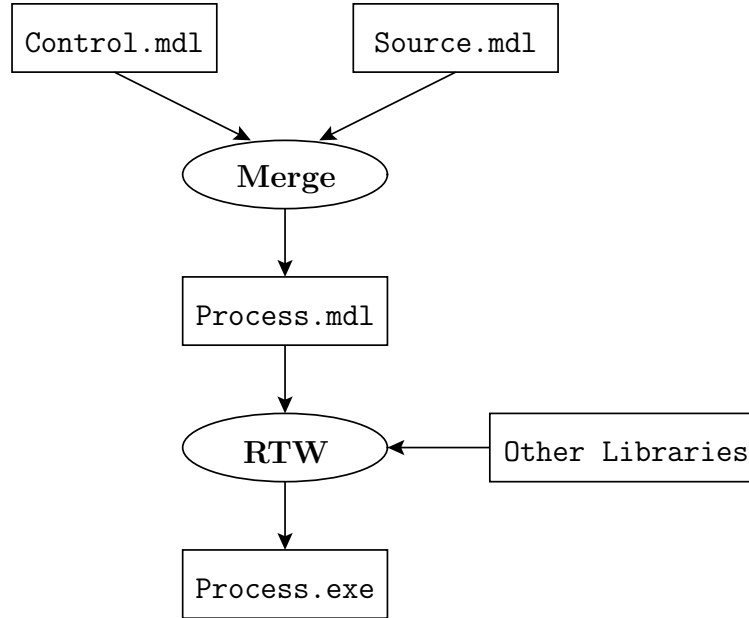 Control.mdl
Source.mdl
Merge
Process.mdl
RTW
Other Libraries
Process.exe